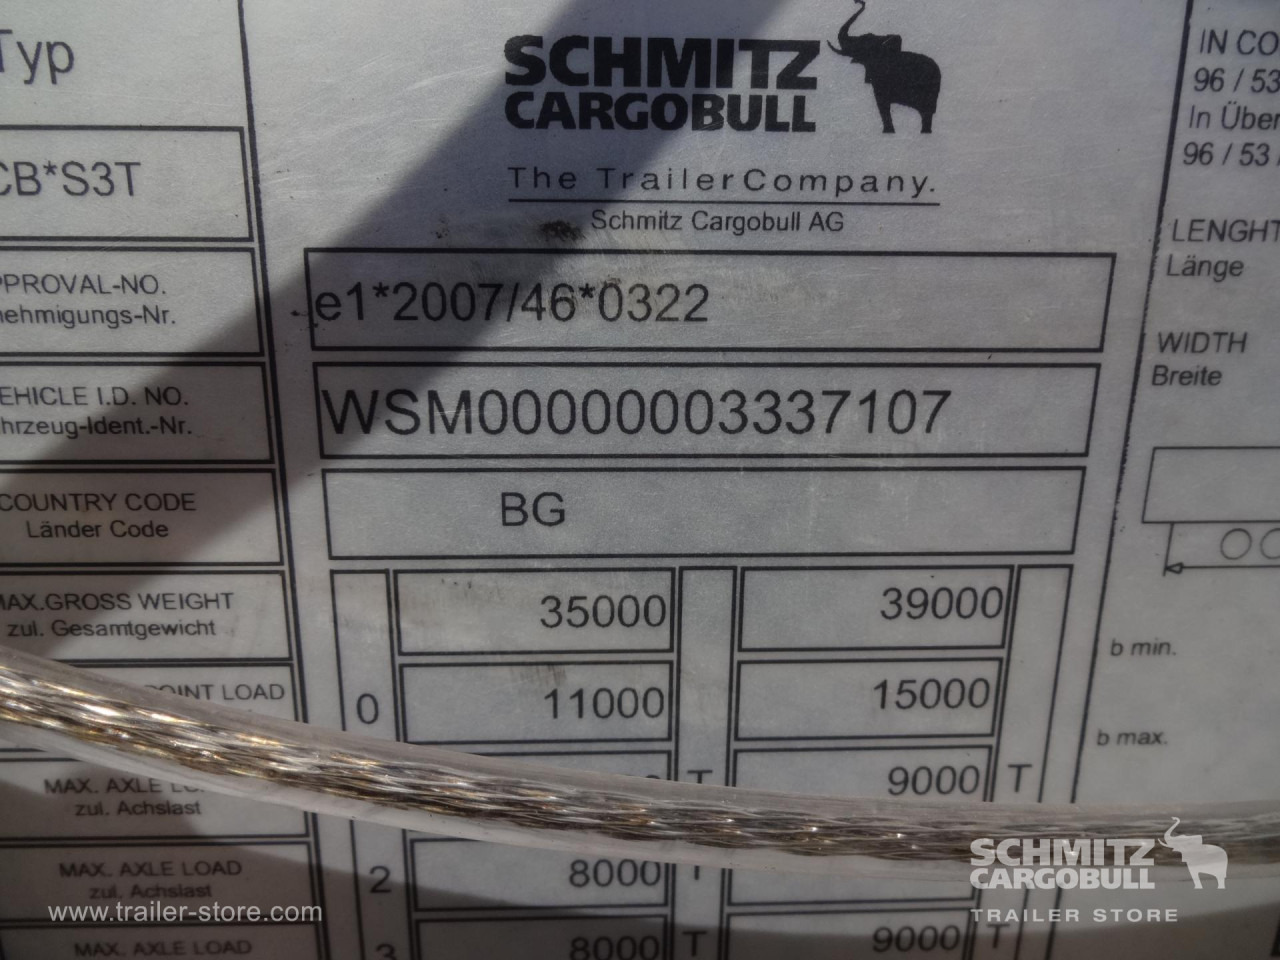 Typ
SCHMITZ
CARGOBULL
The TrailerCompany.
Schmitz Cargobull AG
IN CO
96 / 53
In Über
96 / 53
CB*S3T
PPROVAL-NO.
nehmigungs-Nr.
e1*2007/46*0322
LENGHT
Länge
EHICLE I.D. NO.
hrzeug-Ident.-Nr.
WSM00000003337107
WIDTH
Breite
COUNTRY CODE
Länder Code
BG
MAX.GROSS WEIGHT
zul. Gesamtgewicht
35000
39000
b min.
OINT LOAD
0
11000
15000
b max.
MAX. AXLE LO
zul. Achslast
T
9000 T
MAX. AXLE LOAD
zul. Achslast
2
8000 T
MAX. AXLE LOAD
3
8000 T
9000 T
www.trailer-store.com
SCHMITZ
CARGOBULL
TRAILER STORE